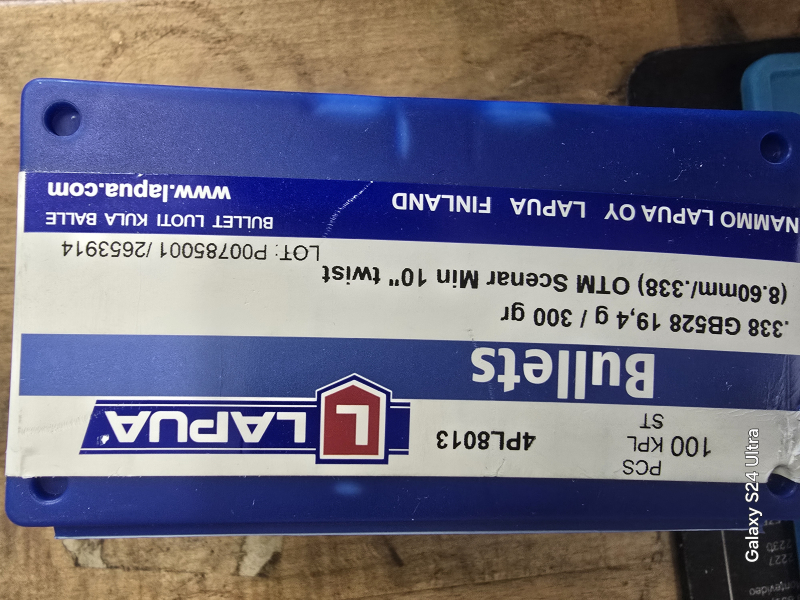 LAPUA
4PL8013
PCS
100 KPL
ST
Bullets
.338 GB528 19,4 g / 300 gr
(8.60mm/.338) OTM Scenar Min 10" twist
LOT: P00785001/2653914
NAMMO LAPUA OY LAPUA FINLAND
BULLET LUOTI KULA BALLE
www.lapua.com
Galaxy S24 Ultra
7227
7230